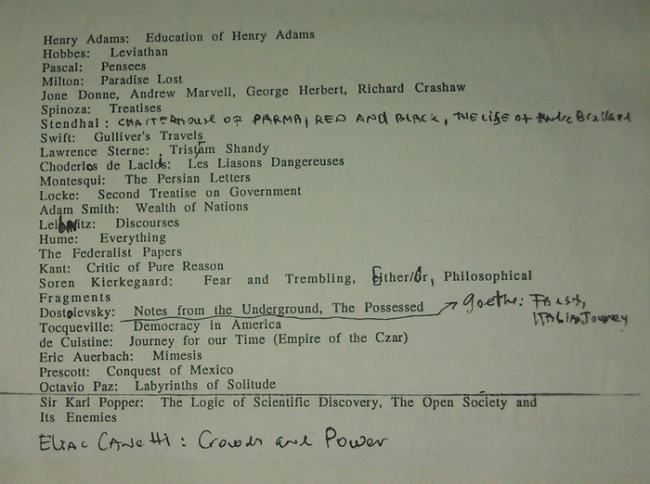 Henry Adams: Education of Henry Adams
Hobbes: Leviathan
Pascal: Pensees
Milton: Paradise Lost
Jone Donne, Andrew Marvell, George Herbert, Richard Crashaw
Spinoza: Treatises
Stendhal: CHARTERHOUSE OF PARMA, RED AND BLACK, THE LIFE OF
Swift: Gulliver's Travels
Lawrence Sterne: Tristam Shandy
Choderlos de Laclos: Les Liasons Dangereuses
Montesqui: The Persian Letters
Locke: Second Treatise on Government
Adam Smith: Wealth of Nations
Leibnitz: Discourses
Hume: Everything
The Federalist Papers
Kant: Critic of Pure Reason
Soren Kierkegaard: Fear and Trembling, Either/Or, Philosophical
Fragments
Dostoievsky: Notes from the Underground, The Possessed → Goethe: FAUST,
ITALIAN Journey
Tocqueville: Democracy in America
de Cuistine: Journey for our Time (Empire of the Czar)
Eric Auerbach: Mimesis
Prescott: Conquest of Mexico
Octavio Paz: Labyrinths of Solitude
Sir Karl Popper: The Logic of Scientific Discovery, The Open Society and
Its Enemies
ELIAC CANETTI: Crowds and Power